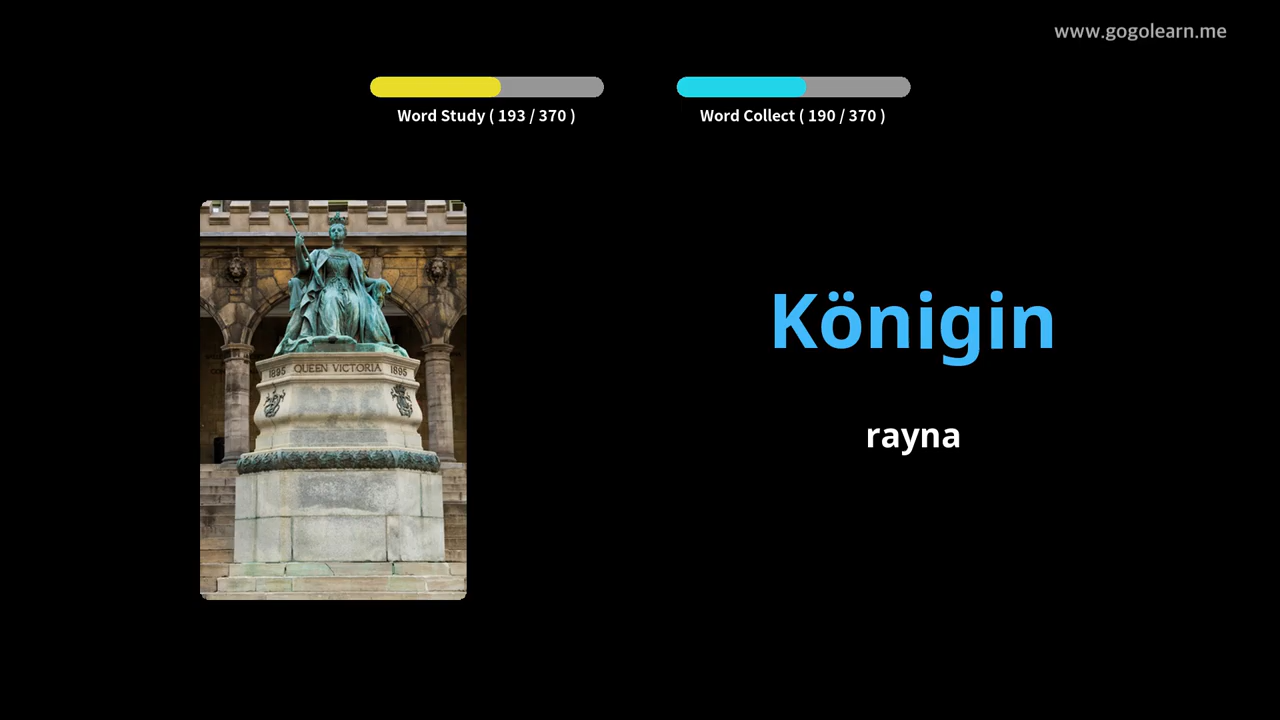 www.gogolearn.me
Word Study ( 193 / 370 )
Word Collect ( 190 / 370 )
1895 QUEEN VICTORIA 1895
Königin
rayna